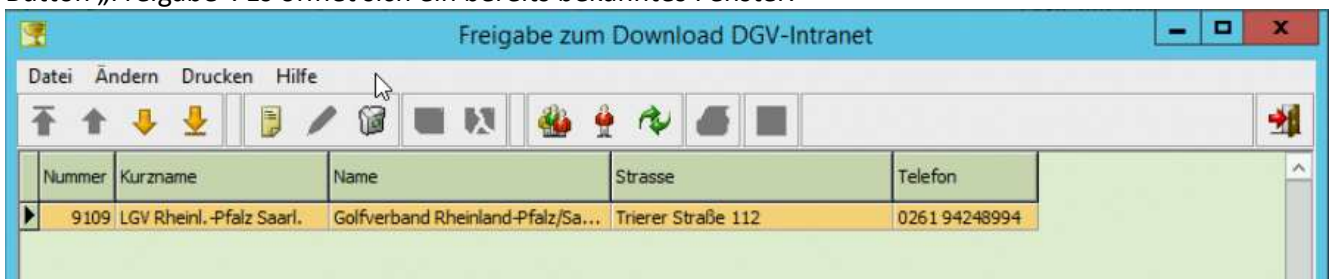 Freigabe zum Download DGV-Intranet
Datei Ändern Drucken Hilfe
Nummer Kurzname Name Strasse Telefon
9109 LGV Rheinl.-Pfalz Saarl. Golfverband Rheinland-Pfalz/Sa... Trierer Straße 112 0261 94248994